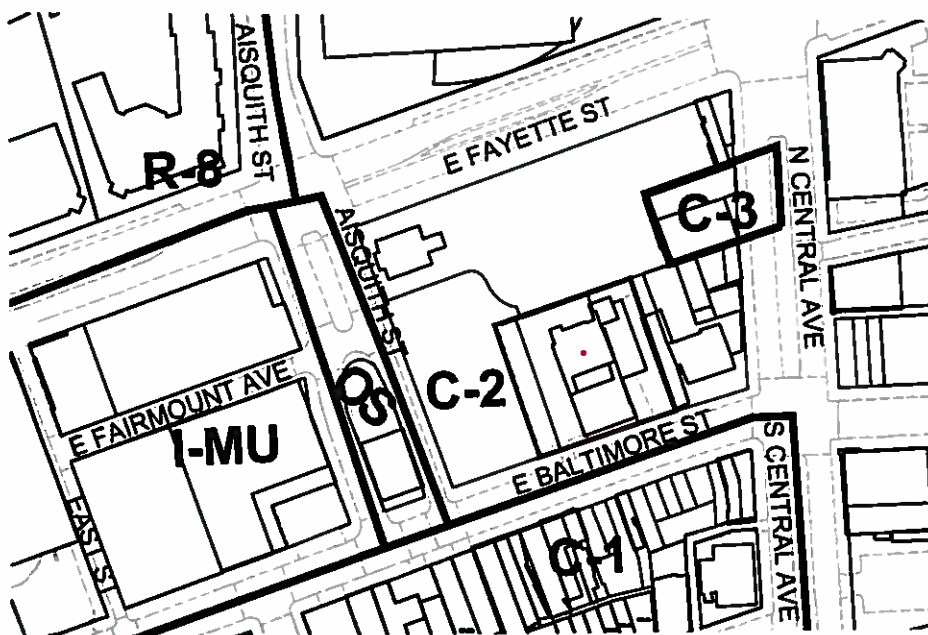 AISQUITH ST
E FAYETTE ST
R-8
N CENTRAL AVE
C-3
AISQUITH ST
OS
C-2
E FAIRMOUNT AVE
I-MU
E BALTIMORE ST
S CENTRAL AVE
EAST ST
C-1